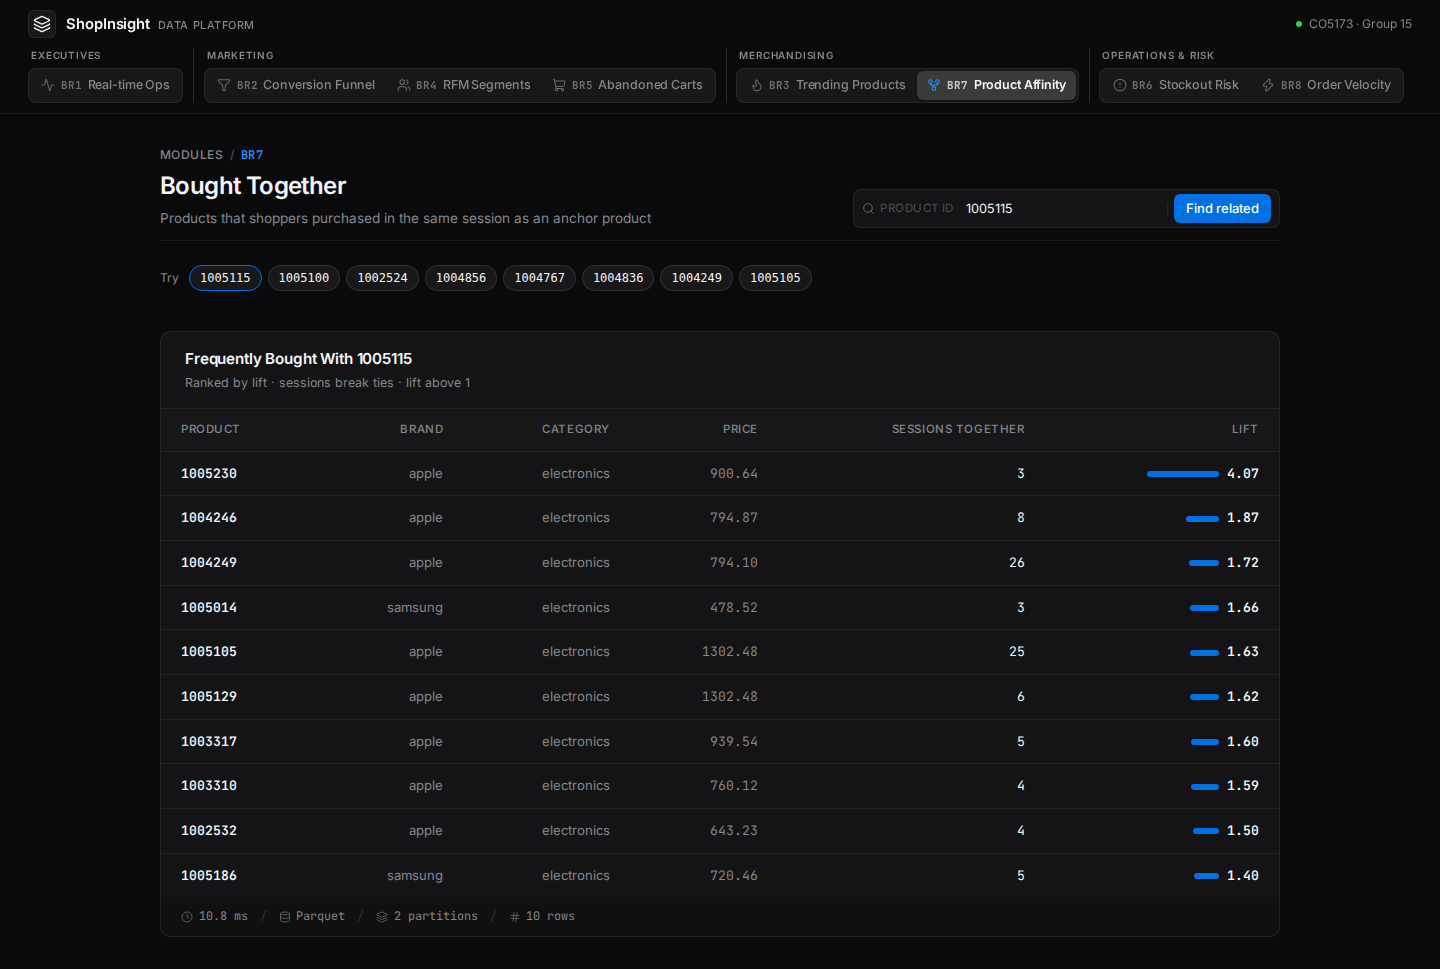 ShopInsight DATA PLATFORM
CO5173 · Group 15
EXECUTIVES
MARKETING
MERCHANDISING
OPERATIONS & RISK
BR1 Real-time Ops
BR2 Conversion Funnel
BR4 RFM Segments
BR5 Abandoned Carts
BR3 Trending Products
BR7 Product Affinity
BR6 Stockout Risk
BR8 Order Velocity
MODULES / BR7
Bought Together
Products that shoppers purchased in the same session as an anchor product
PRODUCT ID 1005115 Find related
Try 1005115 1005100 1002524 1004856 1004767 1004836 1004249 1005105
Frequently Bought With 1005115
Ranked by lift · sessions break ties · lift above 1
PRODUCT BRAND CATEGORY PRICE SESSIONS TOGETHER LIFT
1005230 apple electronics 900.64 3 4.07
1004246 apple electronics 794.87 8 1.87
1004249 apple electronics 794.10 26 1.72
1005014 samsung electronics 478.52 3 1.66
1005105 apple electronics 1302.48 25 1.63
1005129 apple electronics 1302.48 6 1.62
1003317 apple electronics 939.54 5 1.60
1003310 apple electronics 760.12 4 1.59
1002532 apple electronics 643.23 4 1.50
1005186 samsung electronics 720.46 5 1.40
10.8 ms / Parquet / 2 partitions / 10 rows